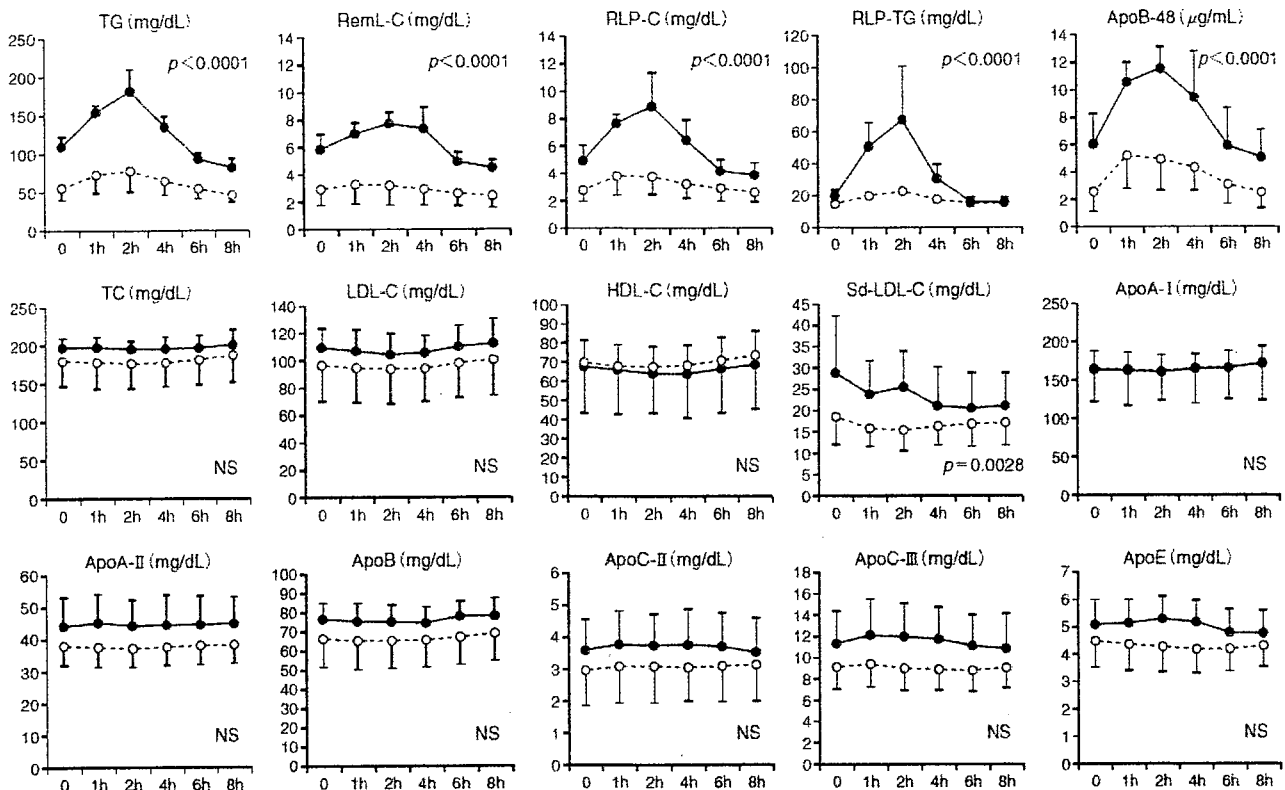 TG (mg/dL)
250
200
150
100
50
0
p<0.0001
0 1h 2h 4h 6h 8h
RemL-C (mg/dL)
14
12
10
8
6
4
2
0
p<0.0001
0 1h 2h 4h 6h 8h
RLP-C (mg/dL)
14
12
10
8
6
4
2
0
p<0.0001
0 1h 2h 4h 6h 8h
RLP-TG (mg/dL)
120
100
80
60
40
20
0
p<0.0001
0 1h 2h 4h 6h 8h
ApoB-48 (μg/mL)
14
12
10
8
6
4
2
0
p<0.0001
0 1h 2h 4h 6h 8h
TC (mg/dL)
250
200
150
100
50
0
NS
0 1h 2h 4h 6h 8h
LDL-C (mg/dL)
140
120
100
80
60
40
20
0
NS
0 1h 2h 4h 6h 8h
HDL-C (mg/dL)
100
90
80
70
60
50
40
30
20
10
0
NS
0 1h 2h 4h 6h 8h
Sd-LDL-C (mg/dL)
45
40
35
30
25
20
15
10
5
0
p=0.0028
0 1h 2h 4h 6h 8h
ApoA-I (mg/dL)
250
200
150
100
50
0
NS
0 1h 2h 4h 6h 8h
ApoA-II (mg/dL)
60
50
40
30
20
10
0
NS
0 1h 2h 4h 6h 8h
ApoB (mg/dL)
100
90
80
70
60
50
40
30
20
10
0
NS
0 1h 2h 4h 6h 8h
ApoC-II (mg/dL)
6
5
4
3
2
1
0
NS
0 1h 2h 4h 6h 8h
ApoC-III (mg/dL)
18
16
14
12
10
8
6
4
2
0
NS
0 1h 2h 4h 6h 8h
ApoE (mg/dL)
7
6
5
4
3
2
1
0
NS
0 1h 2h 4h 6h 8h